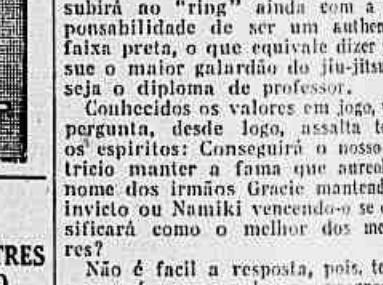 subirá ao "ring" ainda com a
ponsabilidade de ser um authen
faixa preta, o que equivale dizer
sue o maior galardão do jiu-jitsu
seja o diploma de professor.
Conhecidos os valores em jogo,
pergunta, desde logo, assalta t
os espiritos: Conseguirá o nosso
tricio manter a fama que aureo
nome dos irmãos Gracie mantend
invicto ou Namiki vencendo-o se
sificará como o melhor dos me
res?
Não é facil a resposta, pois, te
TRES